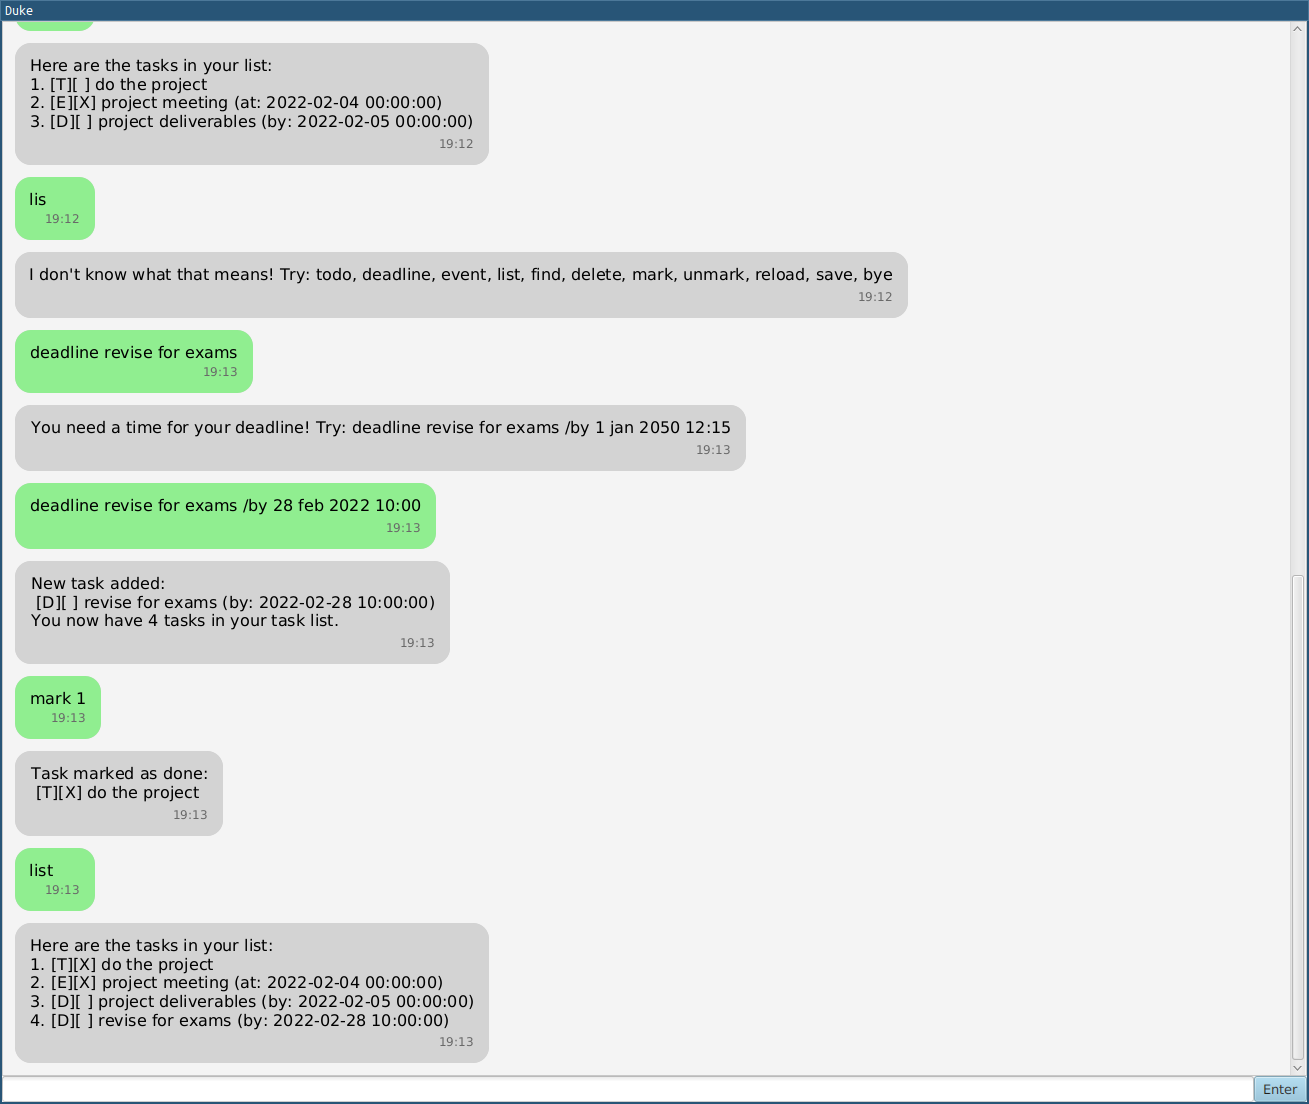 Duke
Here are the tasks in your list:
1. [T][ ] do the project
2. [E][X] project meeting (at: 2022-02-04 00:00:00)
3. [D][ ] project deliverables (by: 2022-02-05 00:00:00)
19:12
lis
19:12
I don't know what that means! Try: todo, deadline, event, list, find, delete, mark, unmark, reload, save, bye
19:12
deadline revise for exams
19:13
You need a time for your deadline! Try: deadline revise for exams /by 1 jan 2050 12:15
19:13
deadline revise for exams /by 28 feb 2022 10:00
19:13
New task added:
[D][ ] revise for exams (by: 2022-02-28 10:00:00)
You now have 4 tasks in your task list.
19:13
mark 1
19:13
Task marked as done:
[T][X] do the project
19:13
list
19:13
Here are the tasks in your list:
1. [T][X] do the project
2. [E][X] project meeting (at: 2022-02-04 00:00:00)
3. [D][ ] project deliverables (by: 2022-02-05 00:00:00)
4. [D][ ] revise for exams (by: 2022-02-28 10:00:00)
19:13
Enter